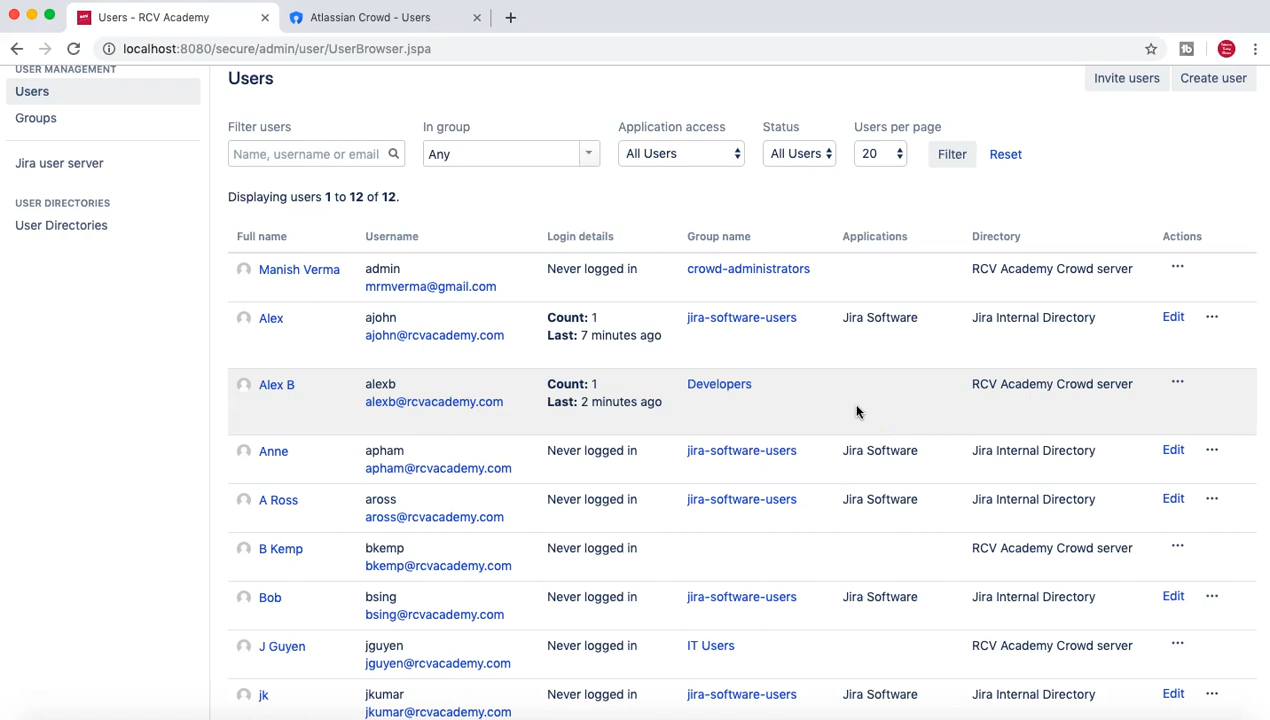 Users - RCV Academy
Atlassian Crowd - Users
localhost:8080/secure/admin/user/UserBrowser.jspa
USER MANAGEMENT
Users
Groups
Jira user server
USER DIRECTORIES
User Directories
Users
Invite users
Create user
Filter users
In group
Application access
Status
Users per page
Name, username or email
Any
All Users
All Users
20
Filter
Reset
Displaying users 1 to 12 of 12.
Full name Username Login details Group name Applications Directory Actions
Manish Verma admin Never logged in crowd-administrators RCV Academy Crowd server ...
mrmverma@gmail.com
Alex ajohn Count: 1 jira-software-users Jira Software Jira Internal Directory Edit ...
ajohn@rcvacademy.com Last: 7 minutes ago
Alex B alexb Count: 1 Developers RCV Academy Crowd server ...
alexb@rcvacademy.com Last: 2 minutes ago
Anne apham Never logged in jira-software-users Jira Software Jira Internal Directory Edit ...
apham@rcvacademy.com
A Ross aross Never logged in jira-software-users Jira Software Jira Internal Directory Edit ...
aross@rcvacademy.com
B Kemp bkemp Never logged in RCV Academy Crowd server ...
bkemp@rcvacademy.com
Bob bsing Never logged in jira-software-users Jira Software Jira Internal Directory Edit ...
bsing@rcvacademy.com
J Guyen jguyen Never logged in IT Users RCV Academy Crowd server ...
jguyen@rcvacademy.com
jk jkumar Never logged in jira-software-users Jira Software Jira Internal Directory Edit ...
jkumar@rcvacademy.com